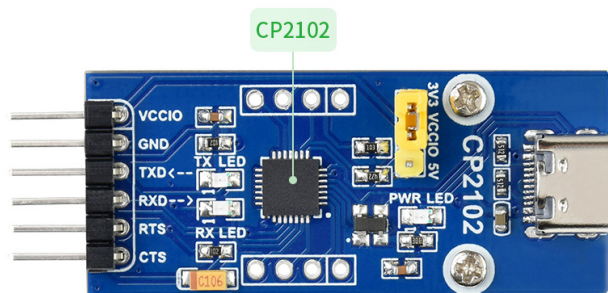 CP2102
VCCIO
GND
TXD<--
RXD-->
RTS
CTS
TX LED
RX LED
3V3 VCCIO 5V
PWR LED
CP2102
C106